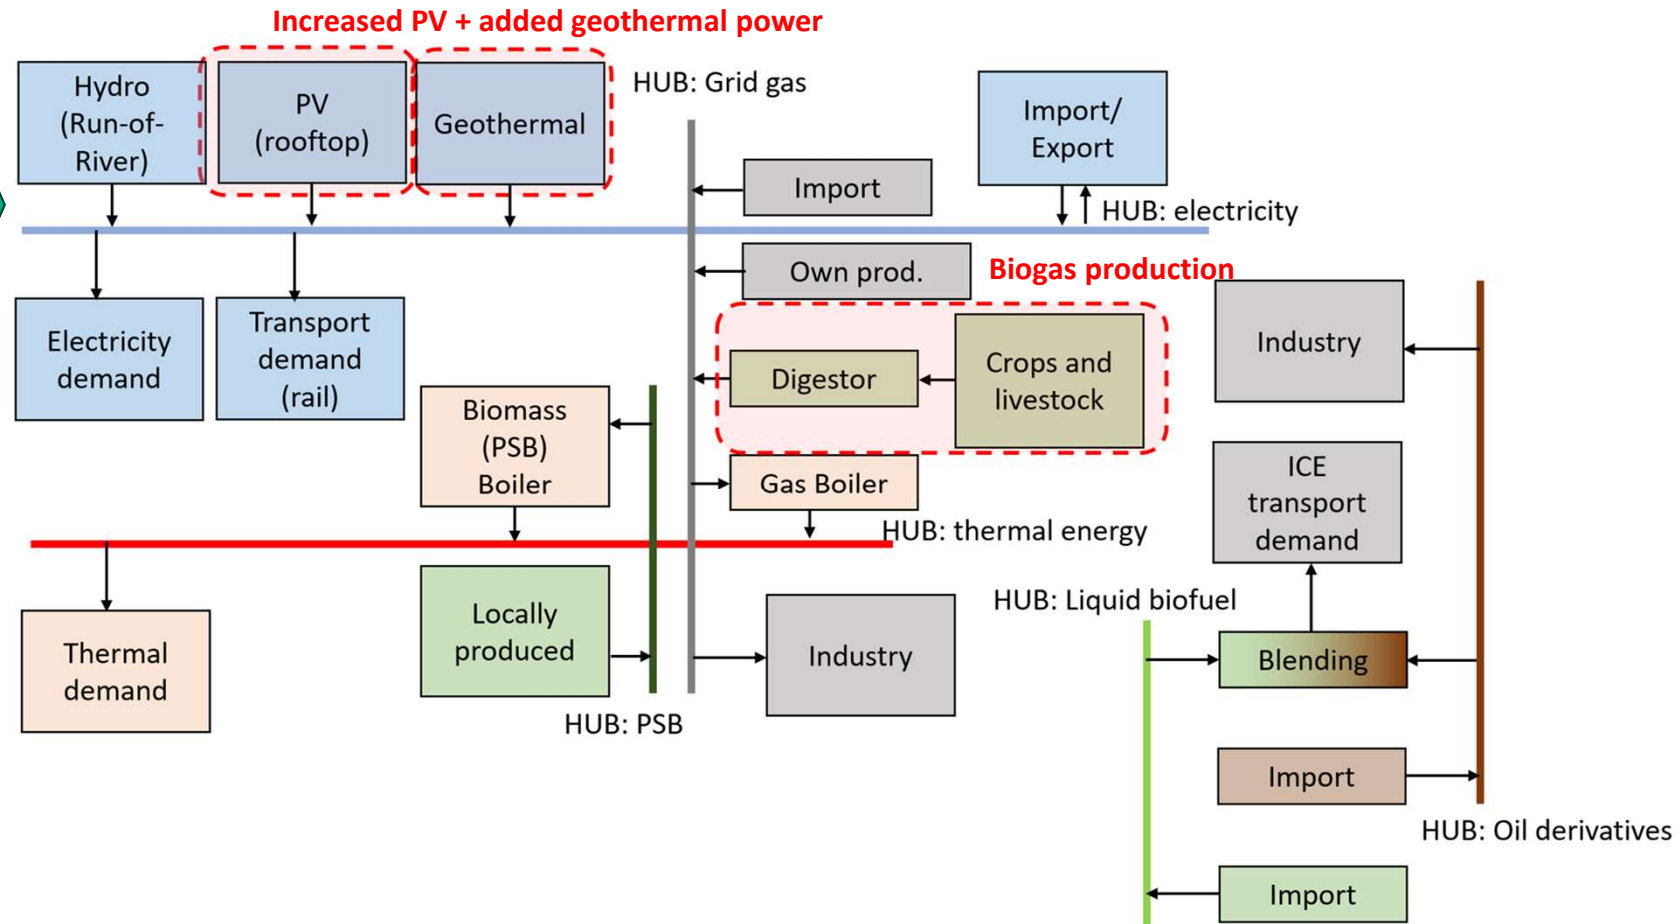 Increased PV + added geothermal power
Hydro
(Run-of-
River)
PV
(rooftop)
Geothermal
HUB: Grid gas
Import
Import/
Export
HUB: electricity
Own prod.
Biogas production
Electricity
demand
Transport
demand
(rail)
Digestor
Crops and
livestock
Industry
Biomass
(PSB)
Boiler
Gas Boiler
HUB: thermal energy
ICE
transport
demand
Locally
produced
HUB: Liquid biofuel
Thermal
demand
Industry
Blending
HUB: PSB
Import
HUB: Oil derivatives
Import